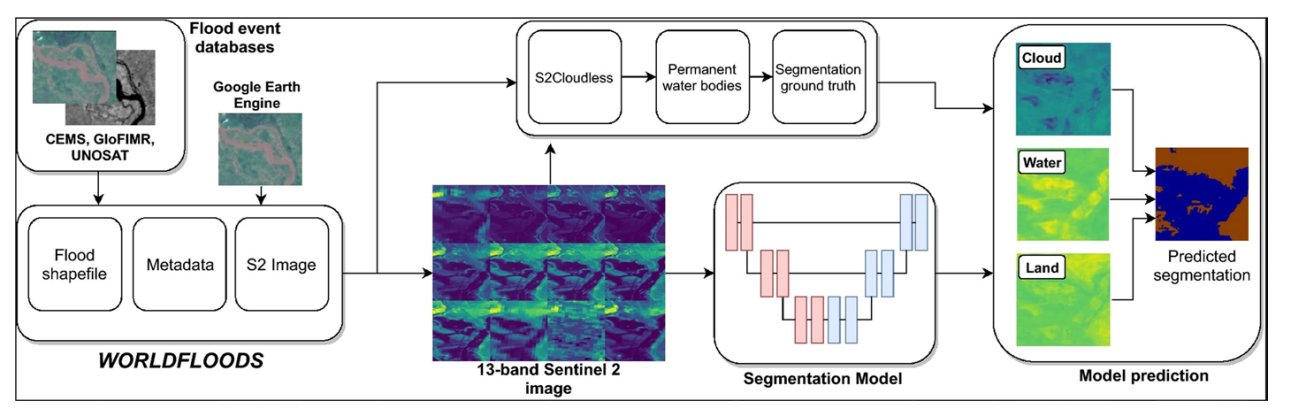 Flood event
databases
CEMS, GloFIMR,
UNOSAT
Google Earth
Engine
Flood
shapefile
Metadata
S2 Image
WORLDFLOODS
S2Cloudless
Permanent
water bodies
Segmentation
ground truth
13-band Sentinel 2
image
Segmentation Model
Cloud
Water
Land
Predicted
segmentation
Model prediction